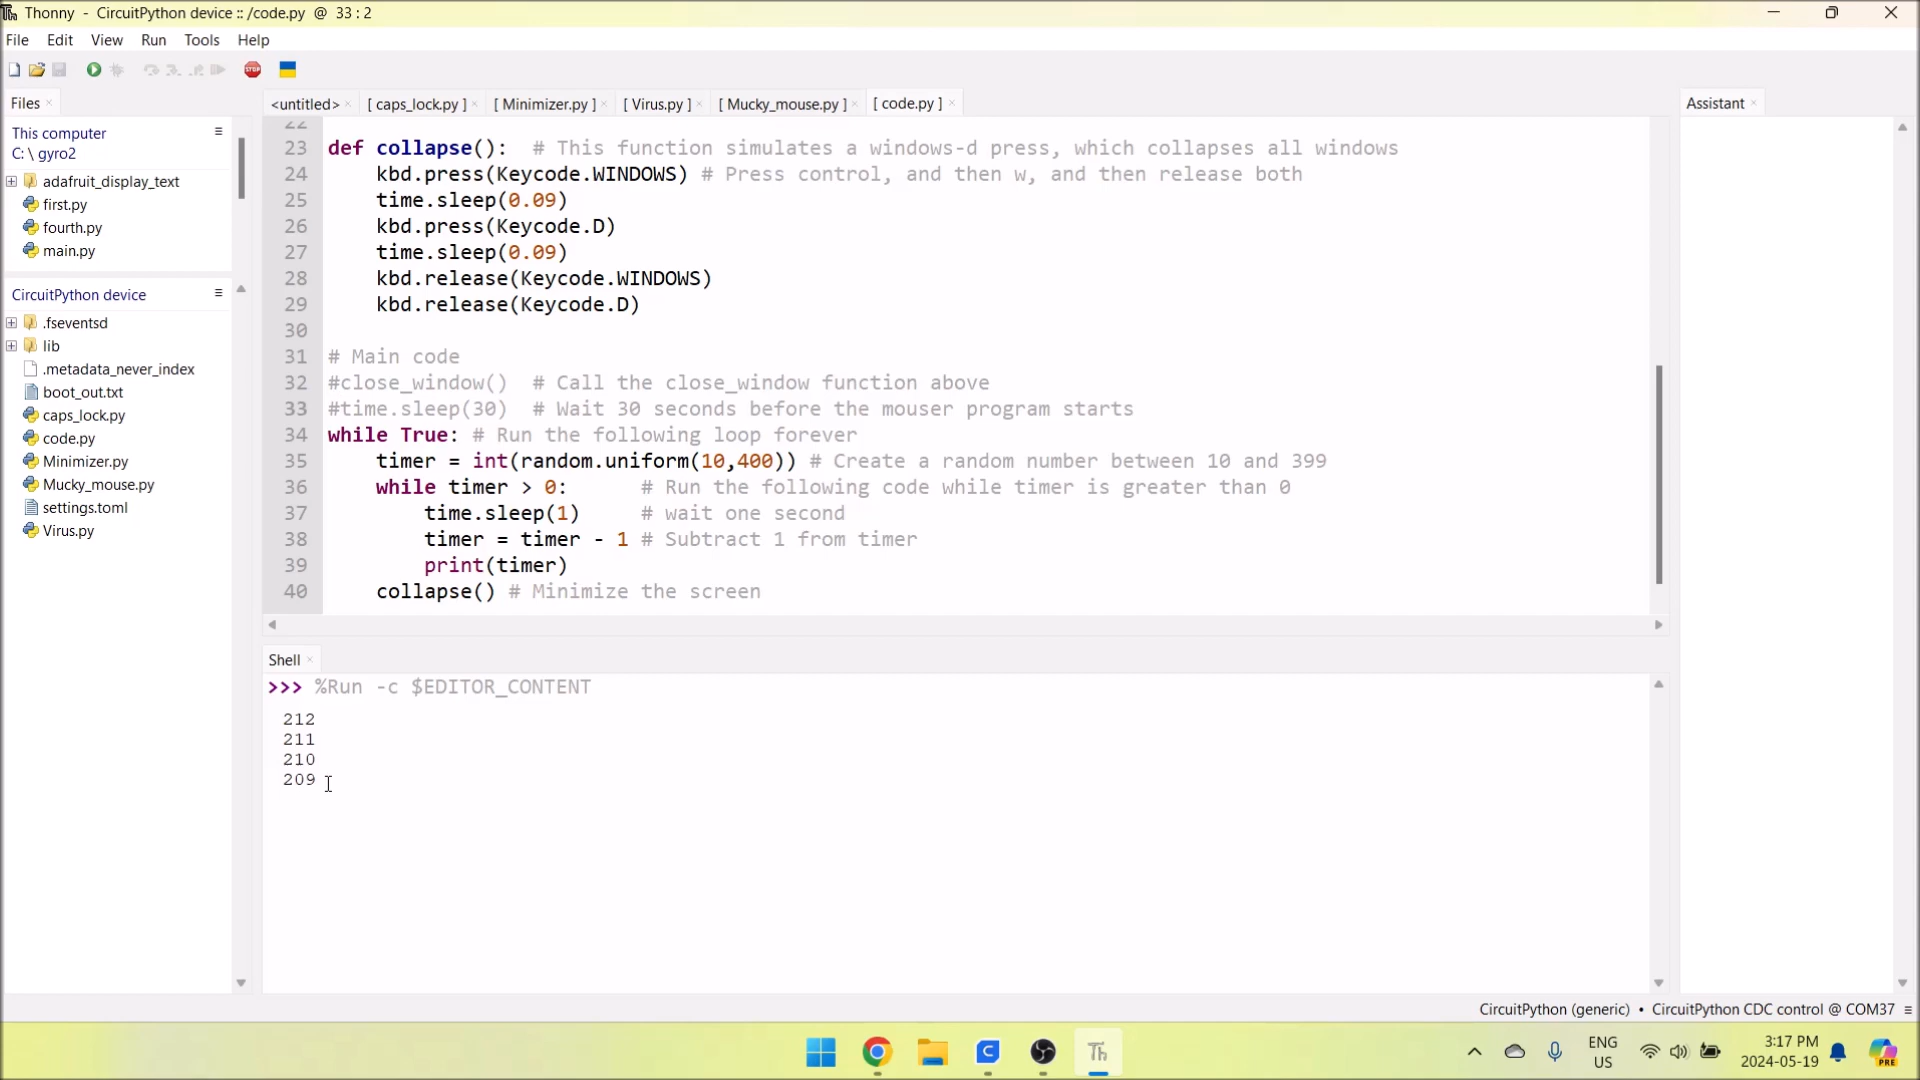 Thonny - CircuitPython device :: /code.py @ 33 : 2
File Edit View Run Tools Help
STOP
Files ×
This computer
C: \ gyro2
adafruit_display_text
first.py
fourth.py
main.py
CircuitPython device
.fseventsd
lib
.metadata_never_index
boot_out.txt
caps_lock.py
code.py
Minimizer.py
Mucky_mouse.py
settings.toml
Virus.py
<untitled> × [ caps_lock.py ] × [ Minimizer.py ] × [ Virus.py ] × [ Mucky_mouse.py ] × [ code.py ] ×
22
23 def collapse():  # This function simulates a windows-d press, which collapses all windows
24     kbd.press(Keycode.WINDOWS) # Press control, and then w, and then release both
25     time.sleep(0.09)
26     kbd.press(Keycode.D)
27     time.sleep(0.09)
28     kbd.release(Keycode.WINDOWS)
29     kbd.release(Keycode.D)
30
31 # Main code
32 #close_window()  # Call the close_window function above
33 #time.sleep(30)  # Wait 30 seconds before the mouser program starts
34 while True: # Run the following loop forever
35     timer = int(random.uniform(10,400)) # Create a random number between 10 and 399
36     while timer > 0:      # Run the following code while timer is greater than 0
37         time.sleep(1)     # wait one second
38         timer = timer - 1 # Subtract 1 from timer
39         print(timer)
40     collapse() # Minimize the screen
Shell ×
>>> %Run -c $EDITOR_CONTENT
212
211
210
209
Assistant ×
CircuitPython (generic) • CircuitPython CDC control @ COM37 ≡
Th
ENG
US
3:17 PM
2024-05-19
PRE